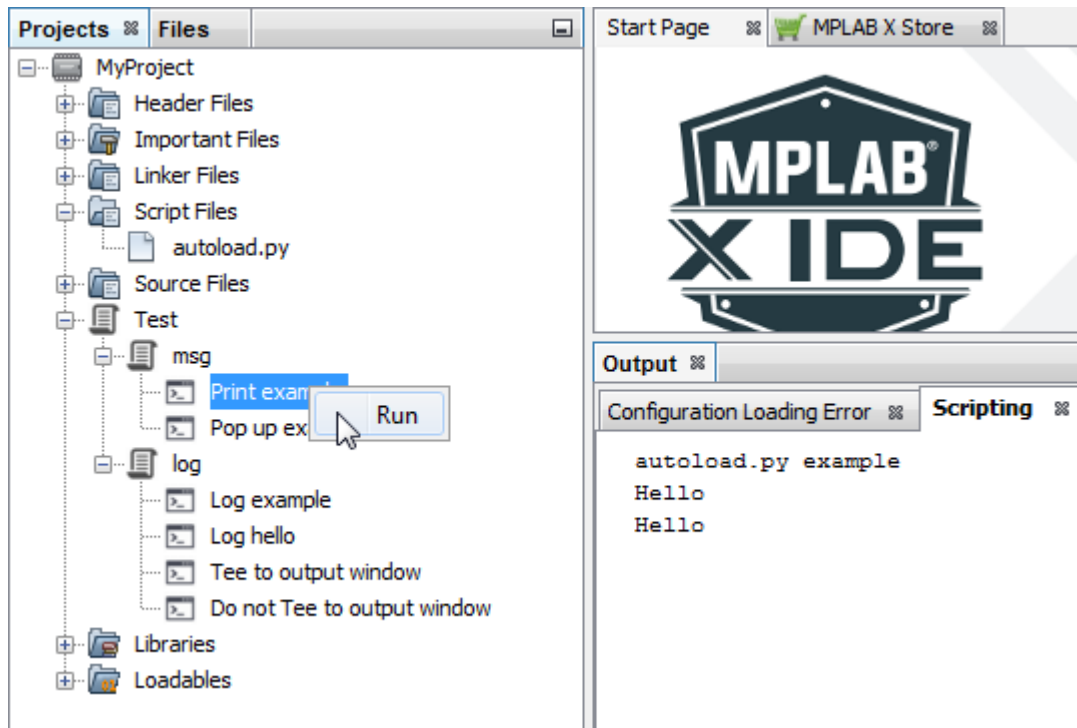 Projects Files
MyProject
Header Files
Important Files
Linker Files
Script Files
autoload.py
Source Files
Test
msg
Print exam
Run
Pop up ex
log
Log example
Log hello
Tee to output window
Do not Tee to output window
Libraries
Loadables
Start Page MPLAB X Store
MPLAB®
X IDE
Output
Configuration Loading Error Scripting
autoload.py example
Hello
Hello